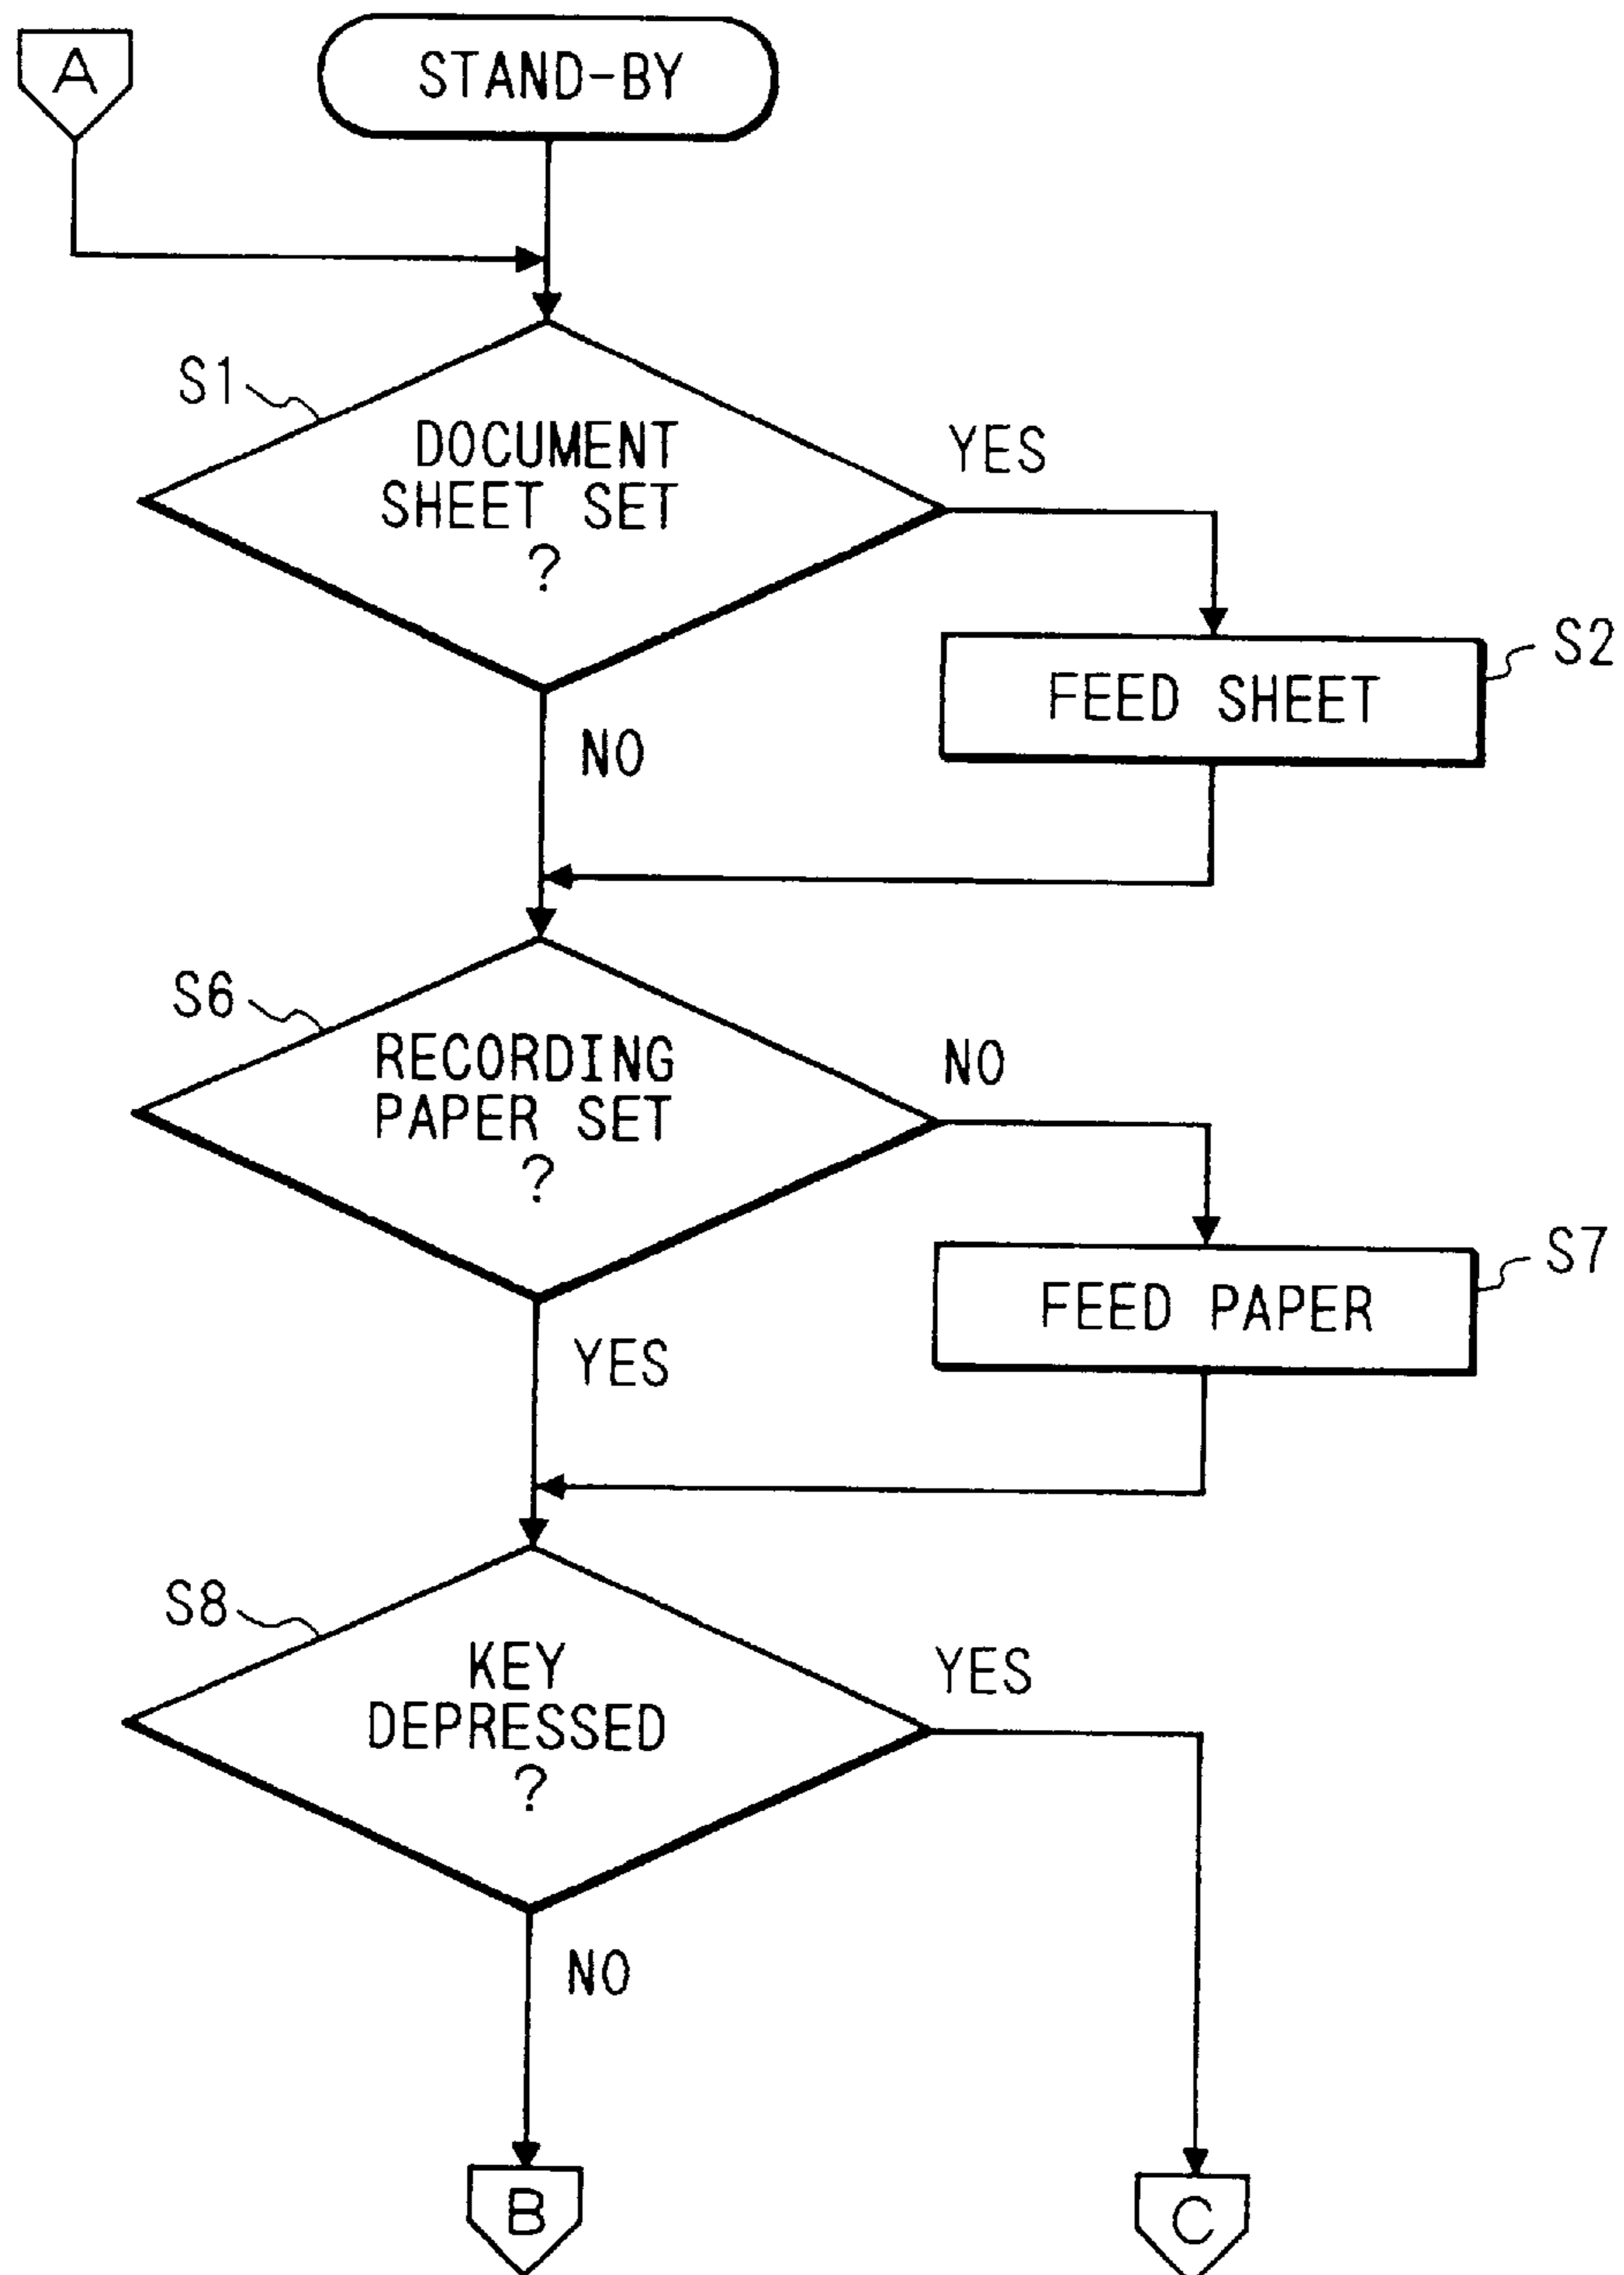 A
STAND-BY
S1
DOCUMENT
SHEET SET
?
YES
S2
FEED SHEET
NO
S6
RECORDING
PAPER SET
?
NO
S7
FEED PAPER
YES
S8
KEY
DEPRESSED
?
YES
NO
B
C